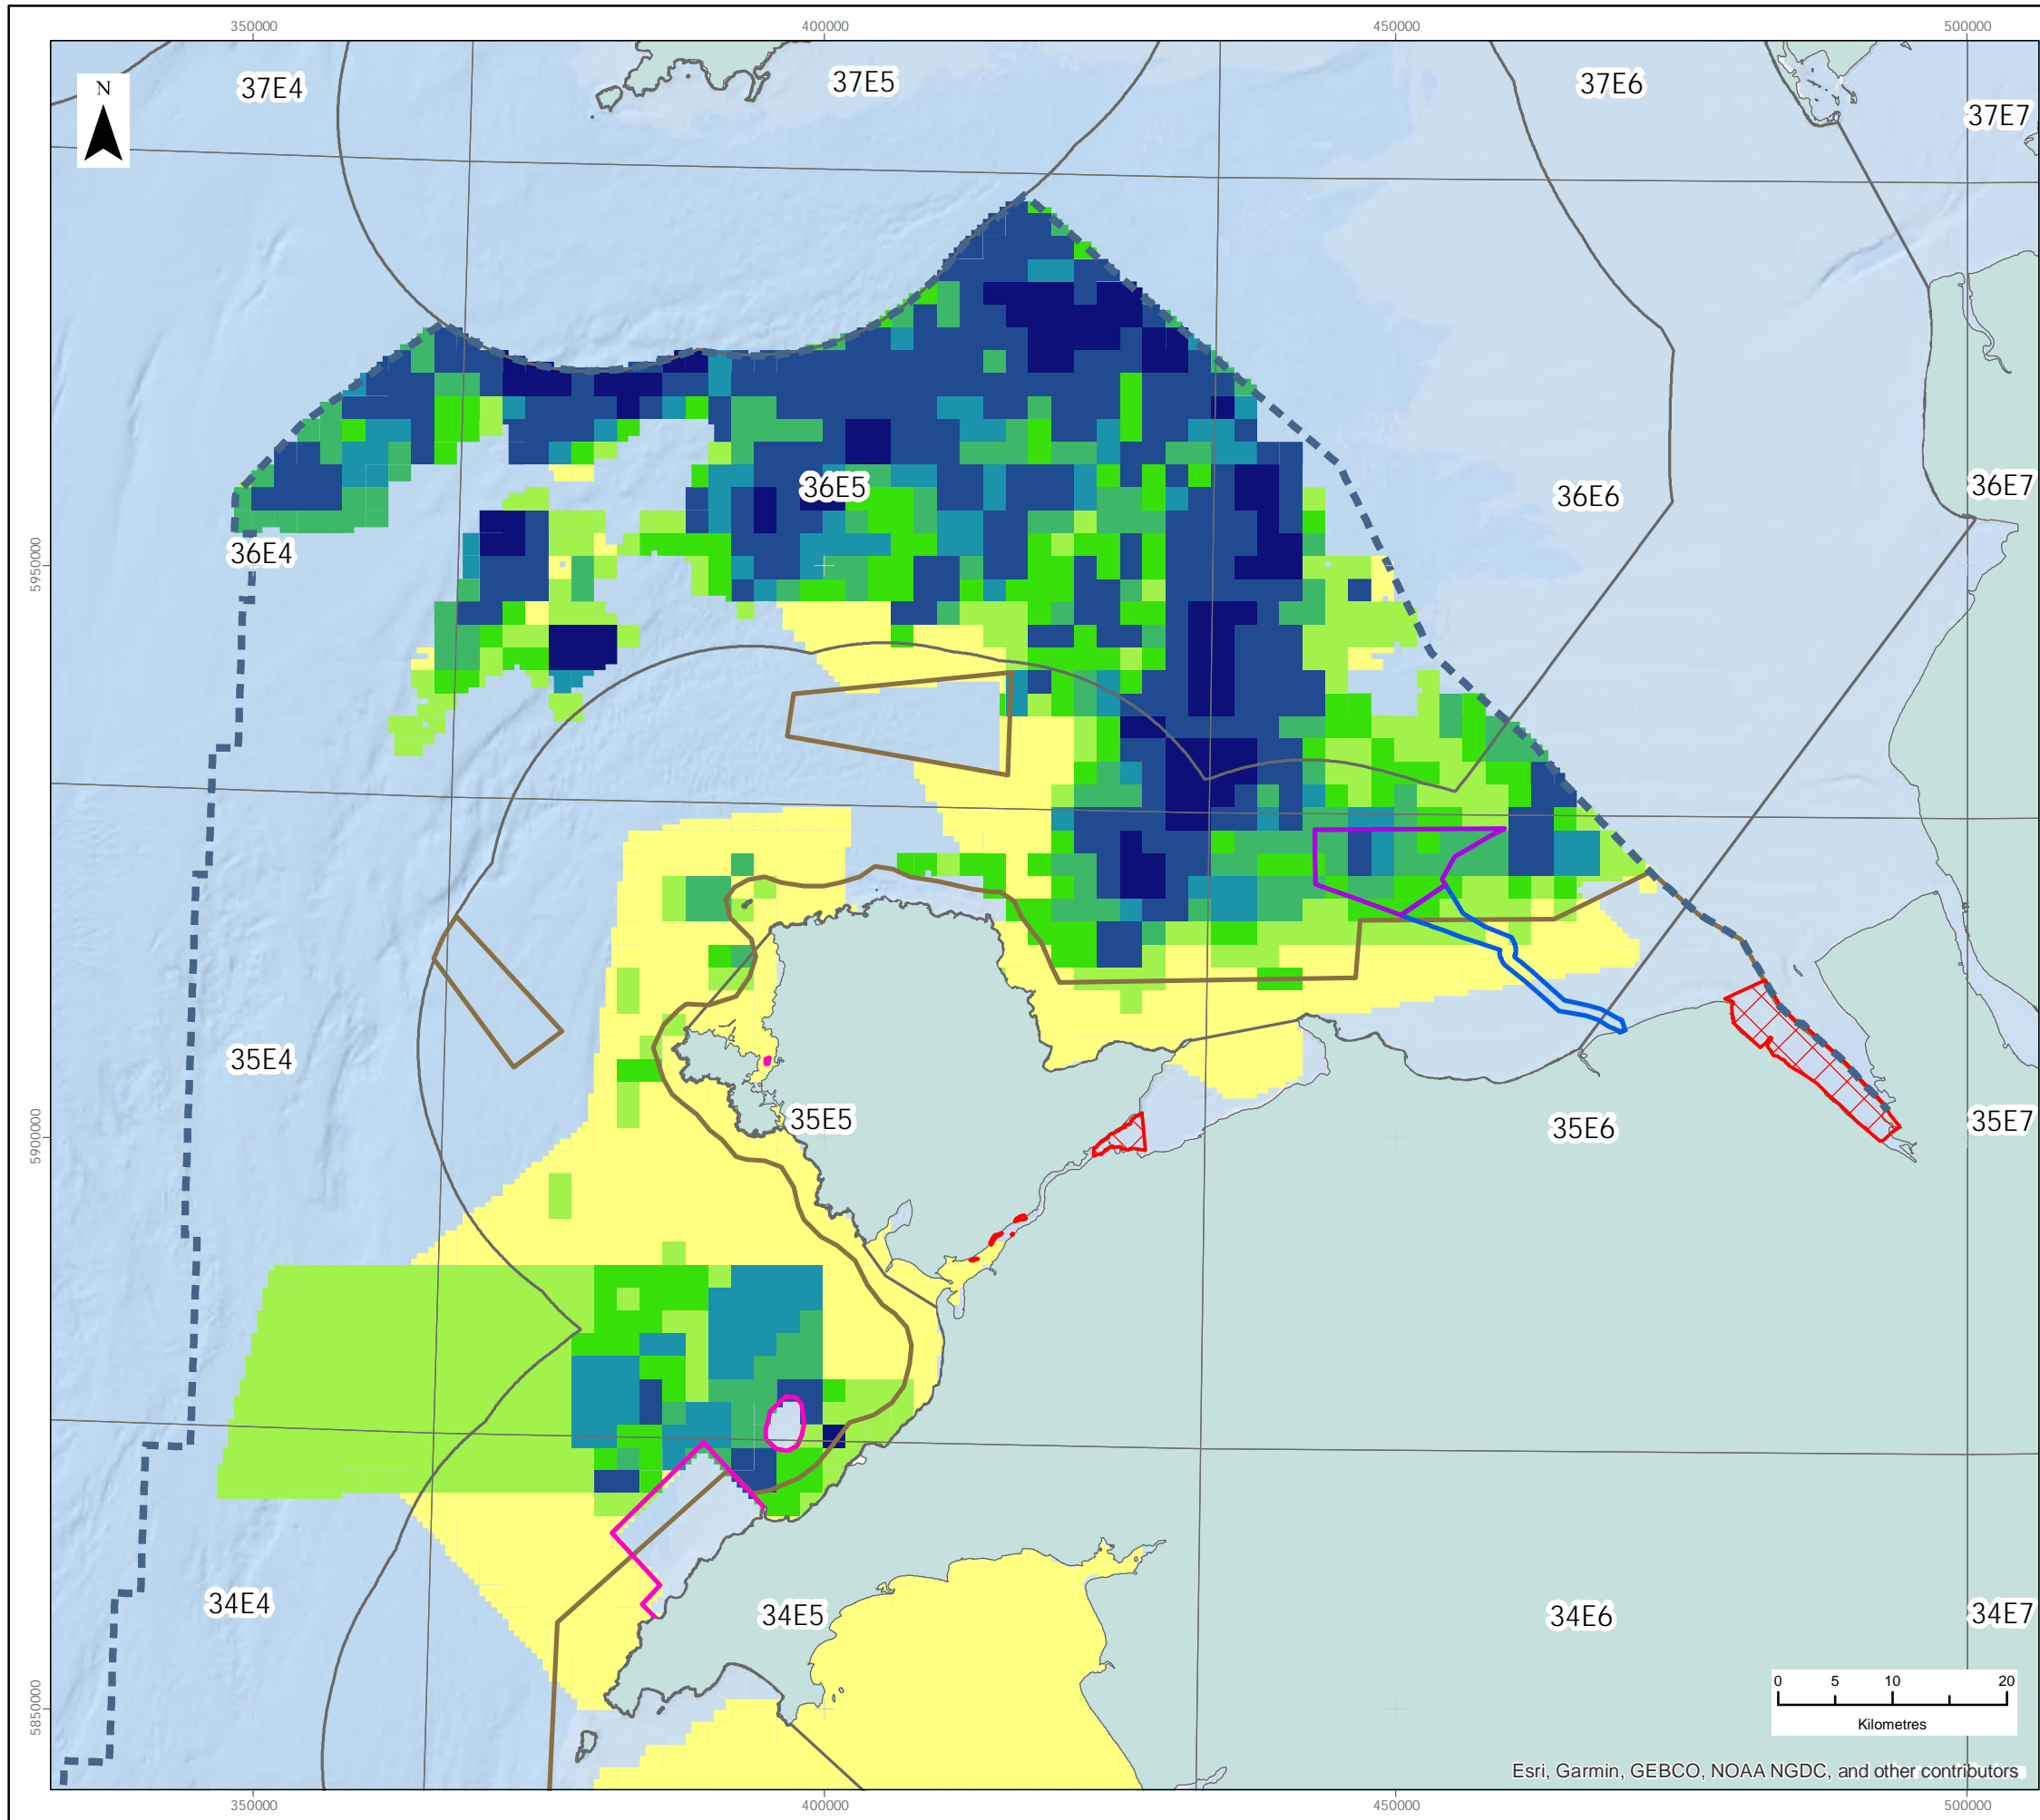 350000 400000 450000 500000
N
37E4 37E5 37E6 37E7
36E4 36E5 36E6 36E7
5950000
35E4 35E5 35E6 35E7
5900000
34E4 34E5 34E6 34E7
5850000
0 5 10 20
Kilometres
Esri, Garmin, GEBCO, NOAA NGDC, and other contributors
350000 400000 450000 500000